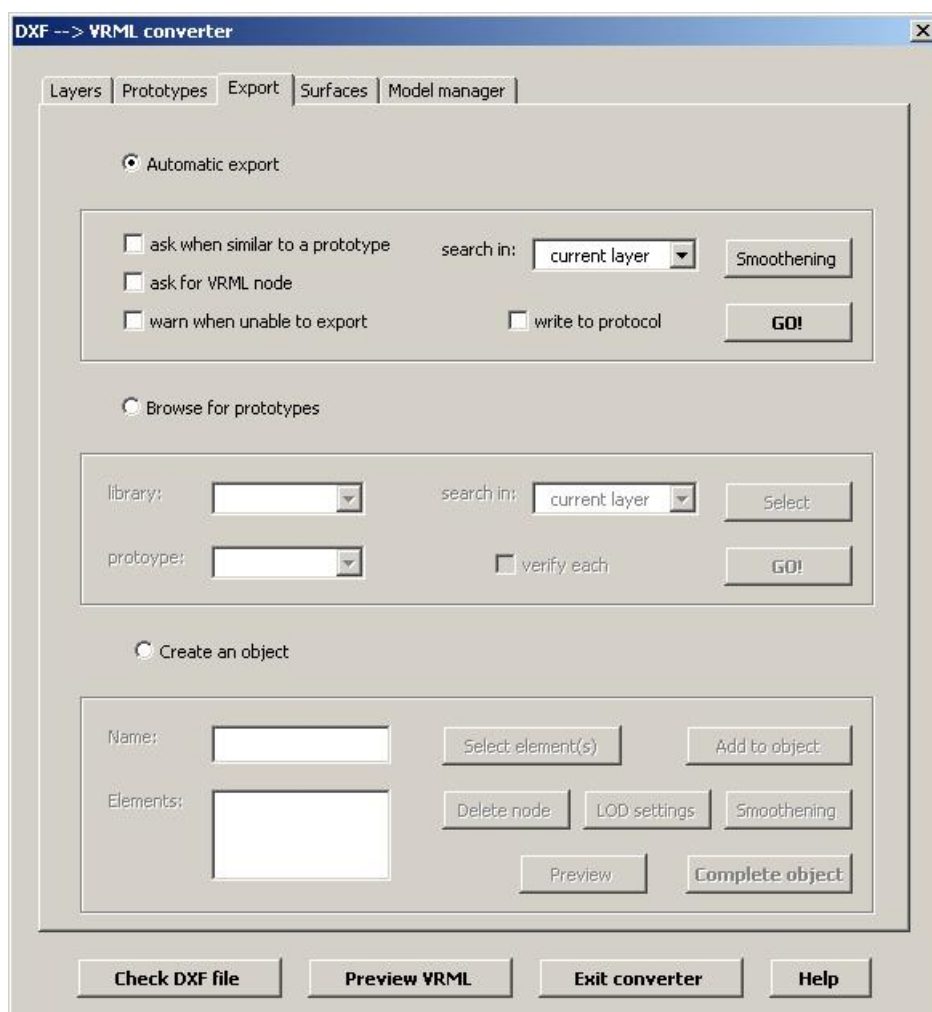 DXF --> VRML converter
Layers Prototypes Export Surfaces Model manager
Automatic export
ask when similar to a prototype search in: current layer Smoothening
ask for VRML node
warn when unable to export write to protocol GO!
Browse for prototypes
library: search in: current layer Select
protoype: verify each GO!
Create an object
Name: Select element(s) Add to object
Elements: Delete node LOD settings Smoothening
Preview Complete object
Check DXF file Preview VRML Exit converter Help